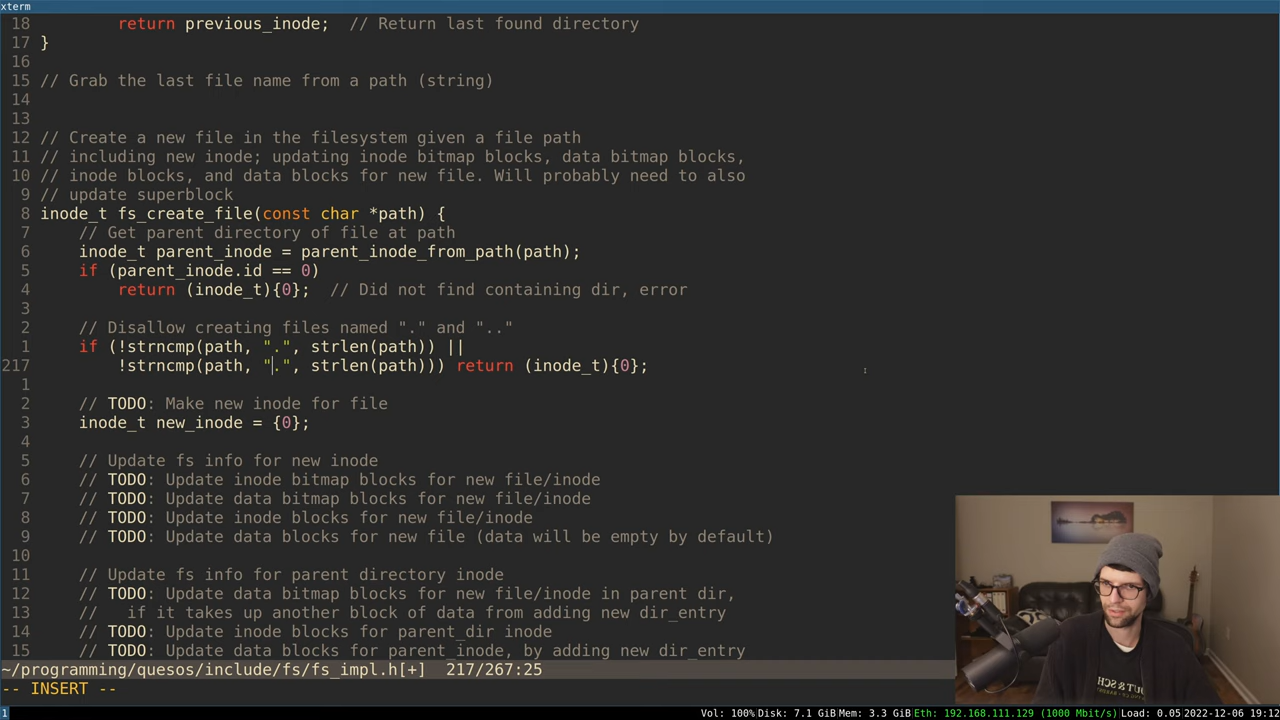 xterm
18         return previous_inode;  // Return last found directory
17 }
16
15 // Grab the last file name from a path (string)
14
13
12 // Create a new file in the filesystem given a file path
11 // including new inode; updating inode bitmap blocks, data bitmap blocks,
10 // inode blocks, and data blocks for new file. Will probably need to also
9 // update superblock
8 inode_t fs_create_file(const char *path) {
7     // Get parent directory of file at path
6     inode_t parent_inode = parent_inode_from_path(path);
5     if (parent_inode.id == 0)
4         return (inode_t){0};  // Did not find containing dir, error
3
2     // Disallow creating files named "." and ".."
1     if (!strncmp(path, ".", strlen(path)) ||
217         !strncmp(path, ".", strlen(path))) return (inode_t){0};
1
2     // TODO: Make new inode for file
3     inode_t new_inode = {0};
4
5     // Update fs info for new inode
6     // TODO: Update inode bitmap blocks for new file/inode
7     // TODO: Update data bitmap blocks for new file/inode
8     // TODO: Update inode blocks for new file/inode
9     // TODO: Update data blocks for new file (data will be empty by default)
10
11     // Update fs info for parent directory inode
12     // TODO: Update data bitmap blocks for new file/inode in parent dir,
13     //   if it takes up another block of data from adding new dir_entry
14     // TODO: Update inode blocks for parent_dir inode
15     // TODO: Update data blocks for parent_inode, by adding new dir_entry
~/programming/quesos/include/fs/fs_impl.h[+]  217/267:25
-- INSERT --
1 Vol: 100% Disk: 7.1 GiB Mem: 3.3 GiB Eth: 192.168.111.129 (1000 Mbit/s) Load: 0.05 2022-12-06 19:12